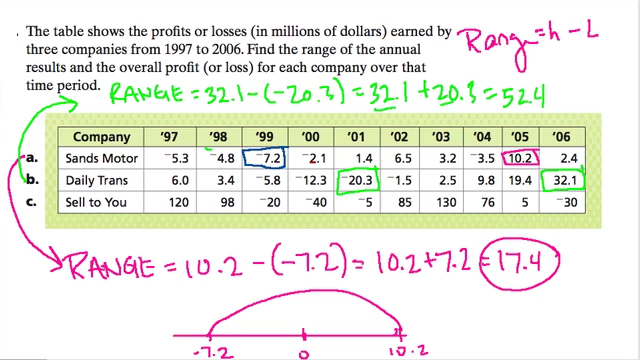 . The table shows the profits or losses (in millions of dollars) earned by
three companies from 1997 to 2006. Find the range of the annual
results and the overall profit (or loss) for each company over that
time period.
Range = h - L
RANGE = 32.1 - (-20.3) = 32.1 + 20.3 = 52.4
Company '97 '98 '99 '00 '01 '02 '03 '04 '05 '06
a. Sands Motor ⁻5.3 ⁻4.8 ⁻7.2 ⁻2.1 1.4 6.5 3.2 ⁻3.5 10.2 2.4
b. Daily Trans 6.0 3.4 ⁻5.8 ⁻12.3 ⁻20.3 ⁻1.5 2.5 9.8 19.4 32.1
c. Sell to You 120 98 ⁻20 ⁻40 ⁻5 85 130 76 5 ⁻30
RANGE = 10.2 - (-7.2) = 10.2 + 7.2 = 17.4
-7.2 0 10.2